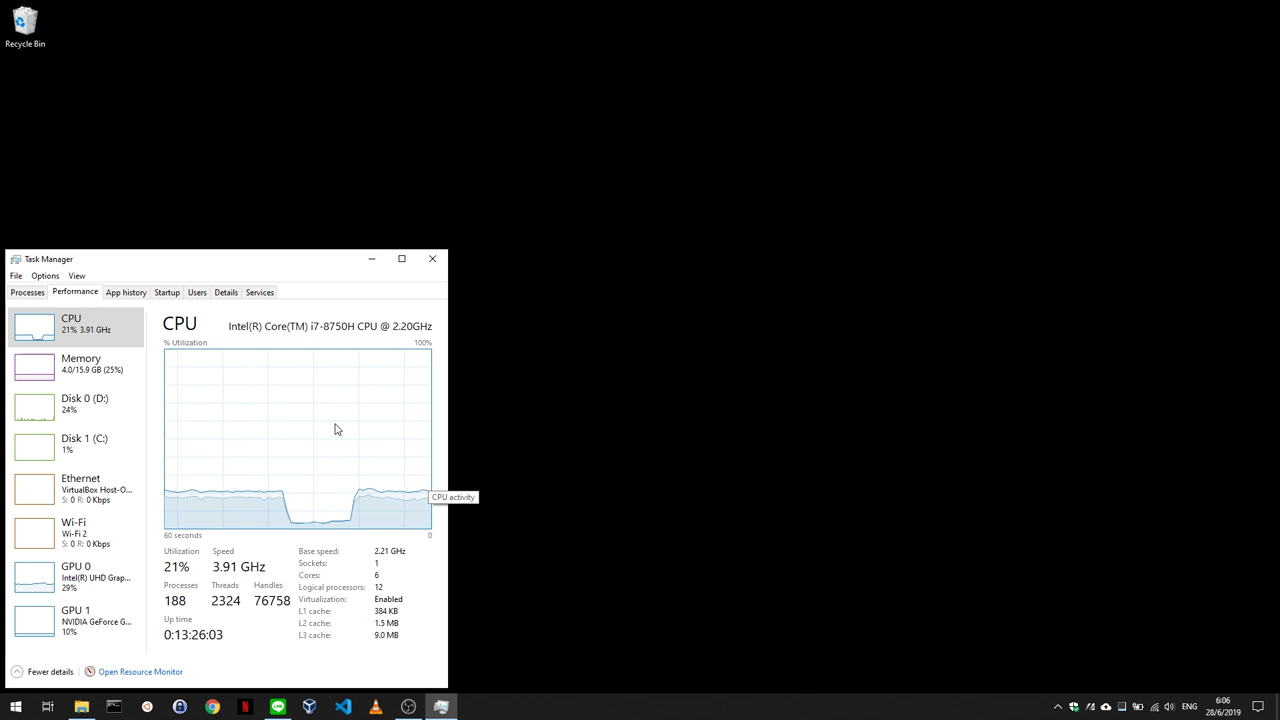 Recycle Bin
Task Manager
File Options View
Processes Performance App history Startup Users Details Services
CPU
21% 3.91 GHz
Memory
4.0/15.9 GB (25%)
Disk 0 (D:)
24%
Disk 1 (C:)
1%
Ethernet
VirtualBox Host-O...
S: 0 R: 0 Kbps
Wi-Fi
Wi-Fi 2
S: 0 R: 0 Kbps
GPU 0
Intel(R) UHD Grap...
29%
GPU 1
NVIDIA GeForce G...
10%
CPU Intel(R) Core(TM) i7-8750H CPU @ 2.20GHz
% Utilization 100%
CPU activity
60 seconds 0
Utilization Speed
21% 3.91 GHz
Processes Threads Handles
188 2324 76758
Up time
0:13:26:03
Base speed: 2.21 GHz
Sockets: 1
Cores: 6
Logical processors: 12
Virtualization: Enabled
L1 cache: 384 KB
L2 cache: 1.5 MB
L3 cache: 9.0 MB
Fewer details Open Resource Monitor
N LINE ENG 6:06
28/6/2019